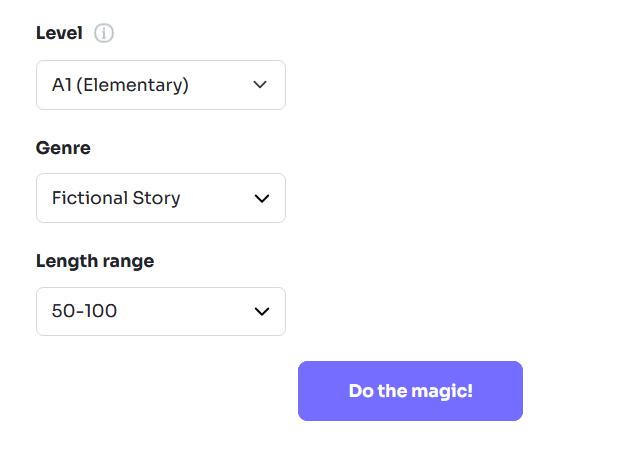 Level
A1 (Elementary)
Genre
Fictional Story
Length range
50-100
Do the magic!